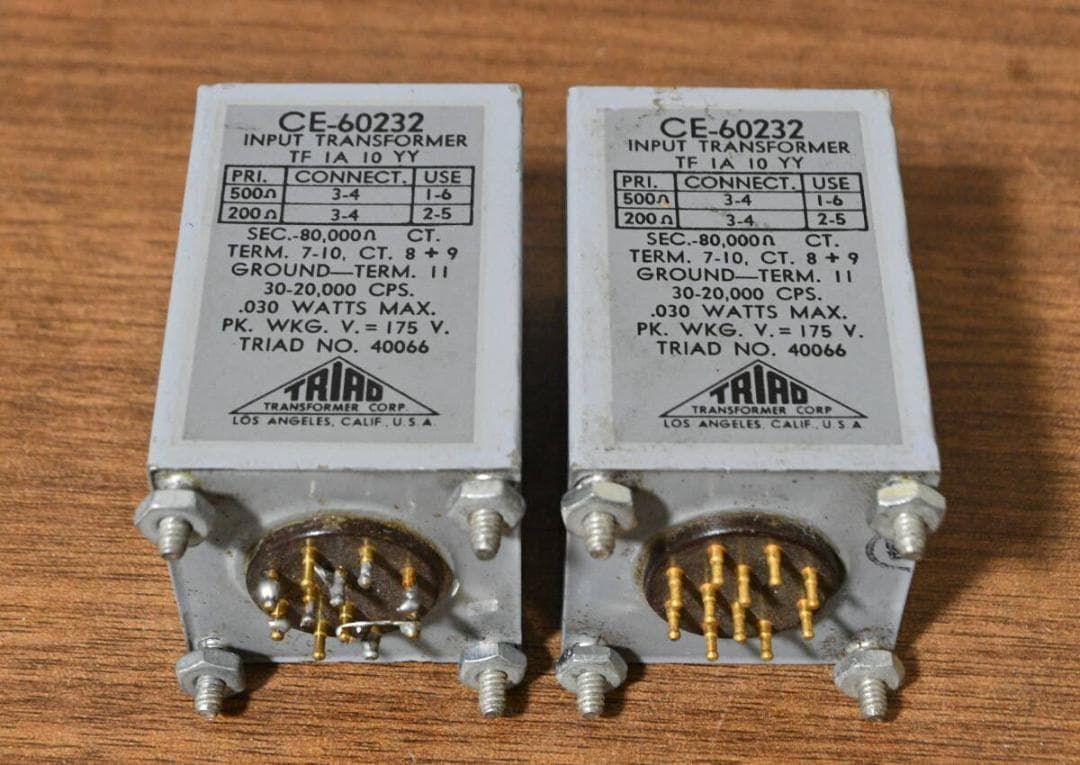 CE-60232
INPUT TRANSFORMER
TF 1A 10 YY
PRI. CONNECT. USE
500Ω 3-4 1-6
200Ω 3-4 2-5
SEC.-80,000Ω CT.
TERM. 7-10, CT. 8 + 9
GROUND—TERM. 11
30-20,000 CPS.
.030 WATTS MAX.
PK. WKG. V. = 175 V.
TRIAD NO. 40066
TRIAD
TRANSFORMER CORP.
LOS ANGELES, CALIF., U.S.A.
CE-60232
INPUT TRANSFORMER
TF 1A 10 YY
PRI. CONNECT. USE
500Ω 3-4 1-6
200Ω 3-4 2-5
SEC.-80,000Ω CT.
TERM. 7-10, CT. 8 + 9
GROUND—TERM. 11
30-20,000 CPS.
.030 WATTS MAX.
PK. WKG. V. = 175 V.
TRIAD NO. 40066
TRIAD
TRANSFORMER CORP.
LOS ANGELES, CALIF., U.S.A.